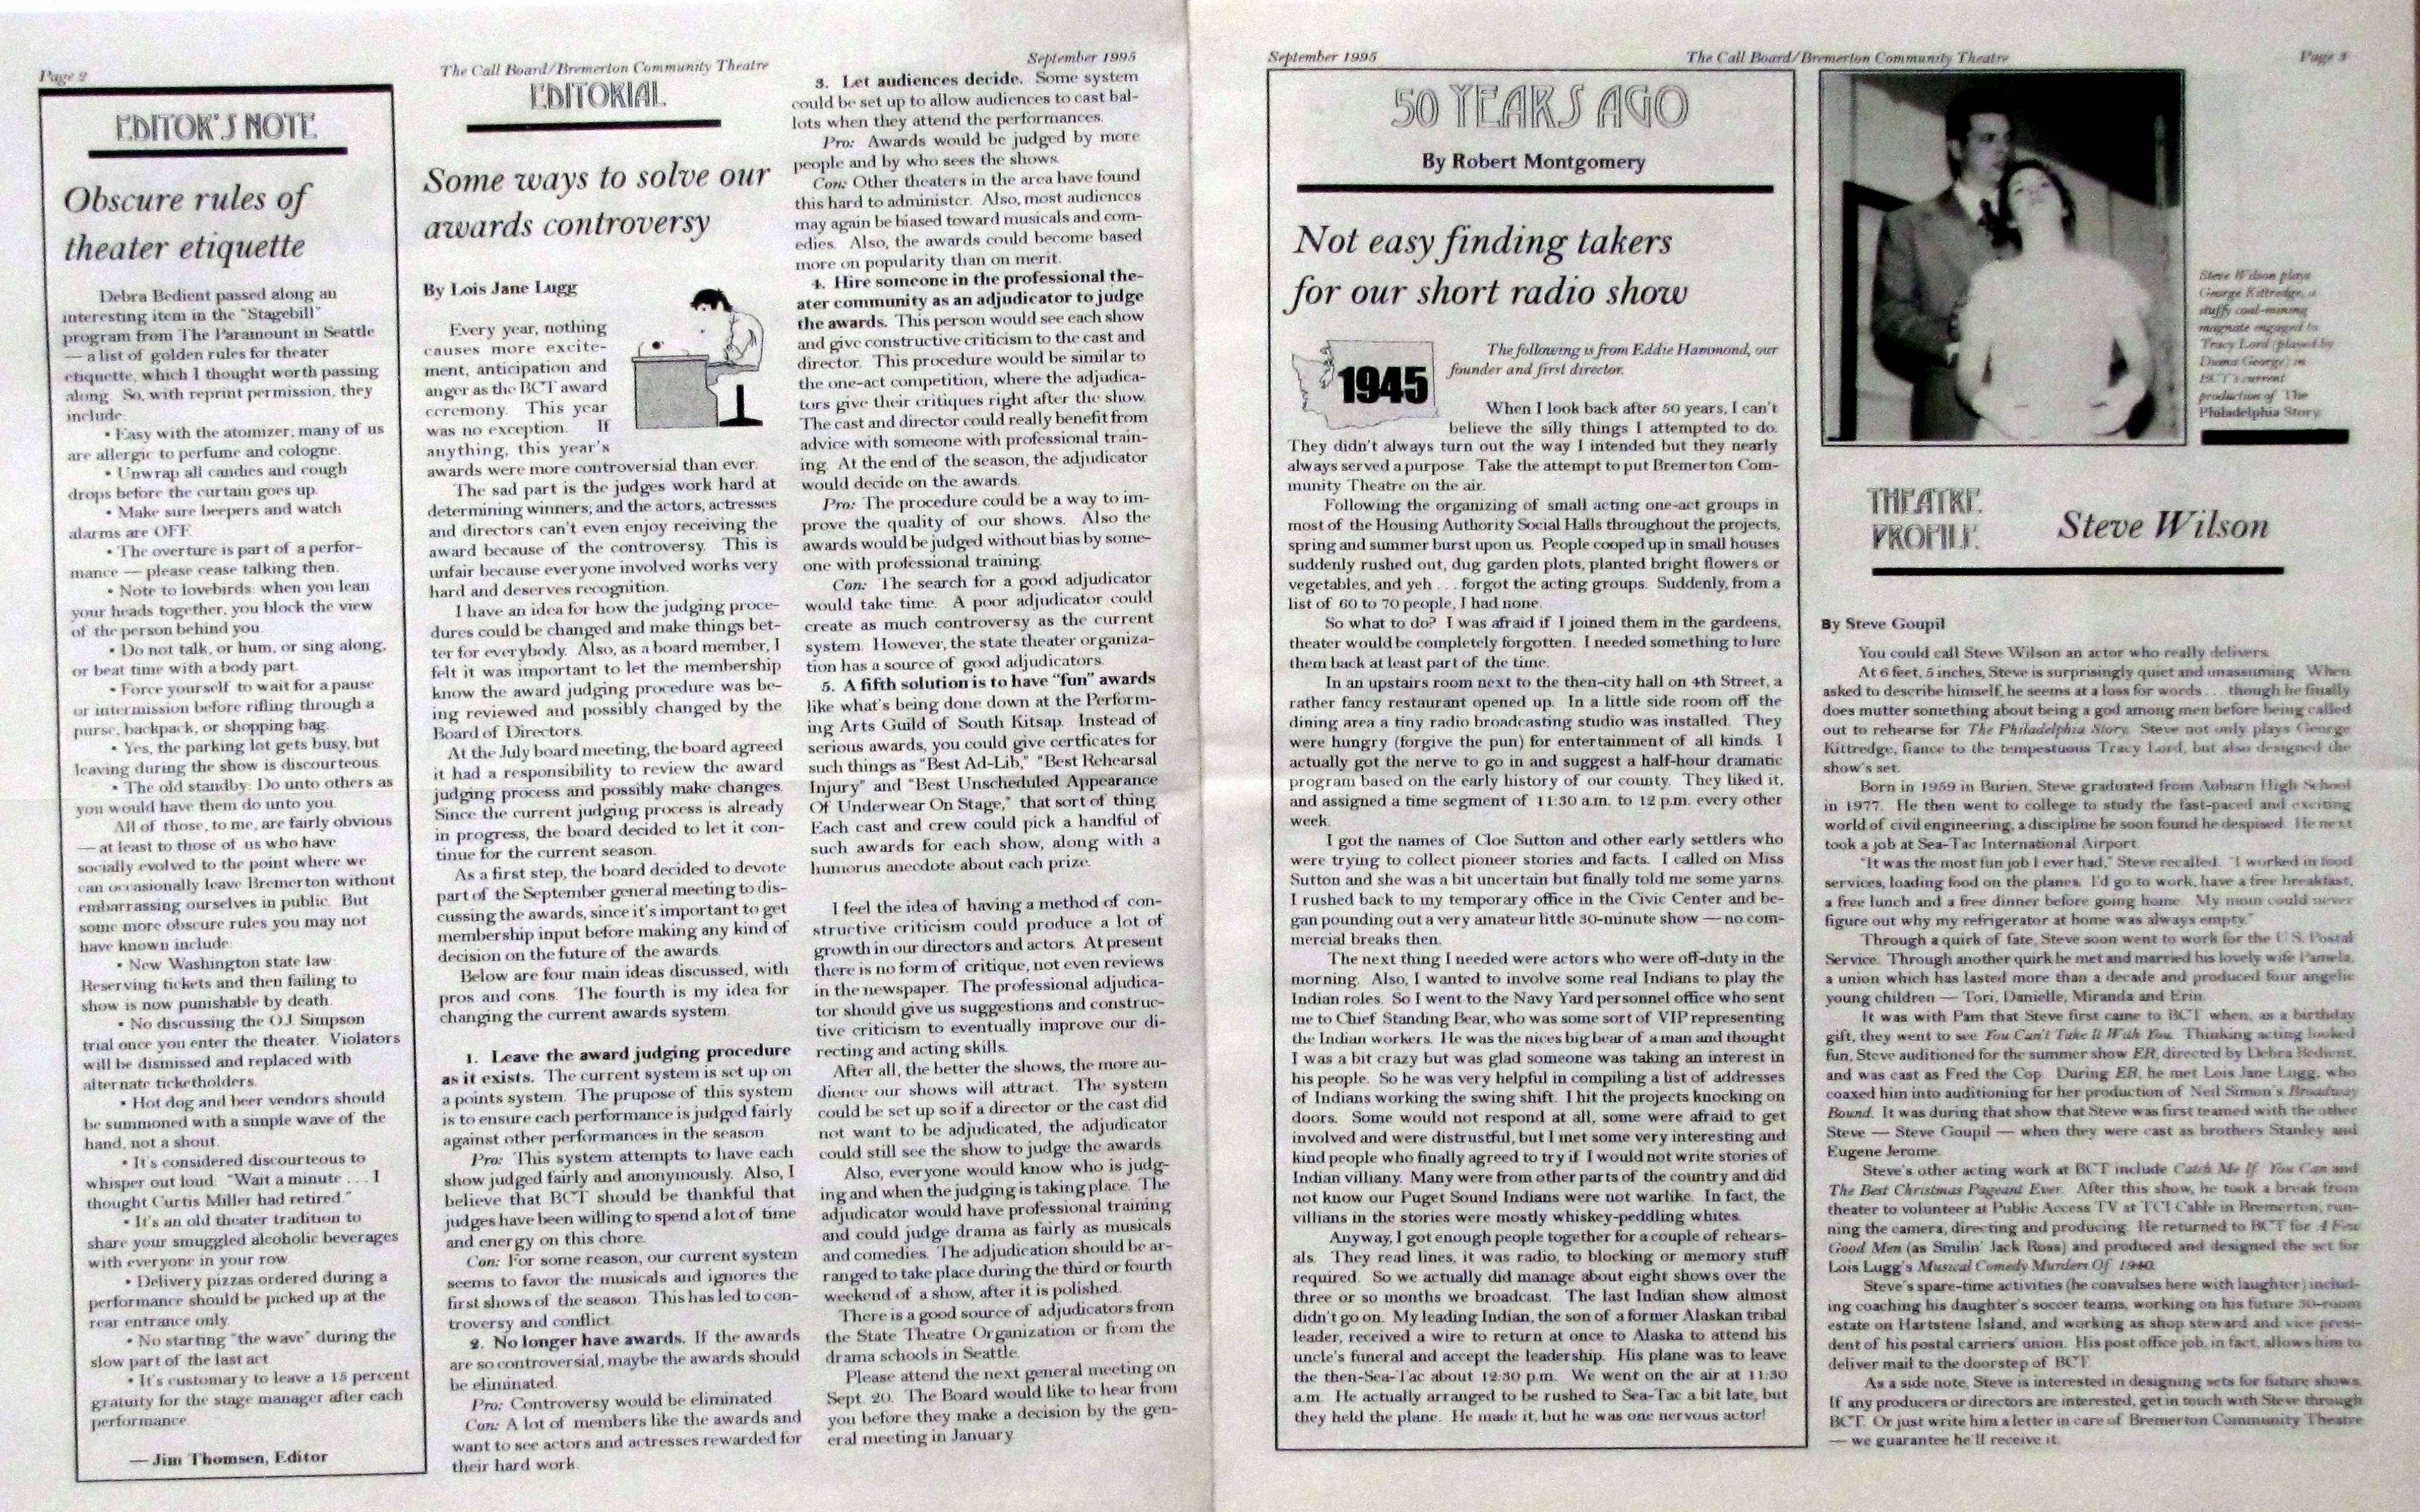 Page 2
The Call Board/Bremerton Community Theatre
September 1995
EDITOR'S NOTE
Obscure rules of
theater etiquette
Debra Bedient passed along an
interesting item in the "Stagebill"
program from The Paramount in Seattle
— a list of golden rules for theater
etiquette, which I thought worth passing
along. So, with reprint permission, they
include:
• Easy with the atomizer, many of us
are allergic to perfume and cologne.
• Unwrap all candies and cough
drops before the curtain goes up.
• Make sure beepers and watch
alarms are OFF.
• The overture is part of a perfor-
mance — please cease talking then.
• Note to lovebirds: when you lean
your heads together, you block the view
of the person behind you.
• Do not talk, or hum, or sing along,
or beat time with a body part.
• Force yourself to wait for a pause
or intermission before rifling through a
purse, backpack, or shopping bag.
• Yes, the parking lot gets busy, but
leaving during the show is discourteous.
• The old standby: Do unto others as
you would have them do unto you.
All of those, to me, are fairly obvious
— at least to those of us who have
socially evolved to the point where we
can occasionally leave Bremerton without
embarrassing ourselves in public. But
some more obscure rules you may not
have known include:
• New Washington state law:
Reserving tickets and then failing to
show is now punishable by death.
• No discussing the O.J. Simpson
trial once you enter the theater. Violators
will be dismissed and replaced with
alternate ticketholders.
• Hot dog and beer vendors should
be summoned with a simple wave of the
hand, not a shout.
• It's considered discourteous to
whisper out loud: "Wait a minute . . . I
thought Curtis Miller had retired."
• It's an old theater tradition to
share your smuggled alcoholic beverages
with everyone in your row.
• Delivery pizzas ordered during a
performance should be picked up at the
rear entrance only.
• No starting "the wave" during the
slow part of the last act.
• It's customary to leave a 15 percent
gratuity for the stage manager after each
performance.
— Jim Thomsen, Editor
EDITORIAL
Some ways to solve our
awards controversy
By Lois Jane Lugg
Every year, nothing
causes more excite-
ment, anticipation and
anger as the BCT award
ceremony. This year
was no exception. If
anything, this year's
awards were more controversial than ever.
The sad part is the judges work hard at
determining winners; and the actors, actresses
and directors can't even enjoy receiving the
award because of the controversy. This is
unfair because everyone involved works very
hard and deserves recognition.
I have an idea for how the judging proce-
dures could be changed and make things bet-
ter for everybody. Also, as a board member, I
felt it was important to let the membership
know the award judging procedure was be-
ing reviewed and possibly changed by the
Board of Directors.
At the July board meeting, the board agreed
it had a responsibility to review the award
judging process and possibly make changes.
Since the current judging process is already
in progress, the board decided to let it con-
tinue for the current season.
As a first step, the board decided to devote
part of the September general meeting to dis-
cussing the awards, since it's important to get
membership input before making any kind of
decision on the future of the awards.
Below are four main ideas discussed, with
pros and cons. The fourth is my idea for
changing the current awards system.
1. Leave the award judging procedure
as it exists. The current system is set up on
a points system. The prupose of this system
is to ensure each performance is judged fairly
against other performances in the season.
Pro: This system attempts to have each
show judged fairly and anonymously. Also, I
believe that BCT should be thankful that
judges have been willing to spend a lot of time
and energy on this chore.
Con: For some reason, our current system
seems to favor the musicals and ignores the
first shows of the season. This has led to con-
troversy and conflict.
2. No longer have awards. If the awards
are so controversial, maybe the awards should
be eliminated.
Pro: Controversy would be eliminated.
Con: A lot of members like the awards and
want to see actors and actresses rewarded for
their hard work.
3. Let audiences decide. Some system
could be set up to allow audiences to cast bal-
lots when they attend the performances.
Pro: Awards would be judged by more
people and by who sees the shows.
Con: Other theaters in the area have found
this hard to administer. Also, most audiences
may again be biased toward musicals and com-
edies. Also, the awards could become based
more on popularity than on merit.
4. Hire someone in the professional the-
ater community as an adjudicator to judge
the awards. This person would see each show
and give constructive criticism to the cast and
director. This procedure would be similar to
the one-act competition, where the adjudica-
tors give their critiques right after the show.
The cast and director could really benefit from
advice with someone with professional train-
ing. At the end of the season, the adjudicator
would decide on the awards.
Pro: The procedure could be a way to im-
prove the quality of our shows. Also the
awards would be judged without bias by some-
one with professional training.
Con: The search for a good adjudicator
would take time. A poor adjudicator could
create as much controversy as the current
system. However, the state theater organiza-
tion has a source of good adjudicators.
5. A fifth solution is to have "fun" awards
like what's being done down at the Perform-
ing Arts Guild of South Kitsap. Instead of
serious awards, you could give certficates for
such things as "Best Ad-Lib," "Best Rehearsal
Injury" and "Best Unscheduled Appearance
Of Underwear On Stage," that sort of thing.
Each cast and crew could pick a handful of
such awards for each show, along with a
humorus anecdote about each prize.
I feel the idea of having a method of con-
structive criticism could produce a lot of
growth in our directors and actors. At present
there is no form of critique, not even reviews
in the newspaper. The professional adjudica-
tor should give us suggestions and construc-
tive criticism to eventually improve our di-
recting and acting skills.
After all, the better the shows, the more au-
dience our shows will attract. The system
could be set up so if a director or the cast did
not want to be adjudicated, the adjudicator
could still see the show to judge the awards.
Also, everyone would know who is judg-
ing and when the judging is taking place. The
adjudicator would have professional training
and could judge drama as fairly as musicals
and comedies. The adjudication should be ar-
ranged to take place during the third or fourth
weekend of a show, after it is polished.
There is a good source of adjudicators from
the State Theatre Organization or from the
drama schools in Seattle.
Please attend the next general meeting on
Sept. 20. The Board would like to hear from
you before they make a decision by the gen-
eral meeting in January.
September 1995
The Call Board/Bremerton Community Theatre
Page 3
50 YEARS AGO
By Robert Montgomery
Not easy finding takers
for our short radio show
1945
The following is from Eddie Hammond, our
founder and first director.
When I look back after 50 years, I can't
believe the silly things I attempted to do.
They didn't always turn out the way I intended but they nearly
always served a purpose. Take the attempt to put Bremerton Com-
munity Theatre on the air.
Following the organizing of small acting one-act groups in
most of the Housing Authority Social Halls throughout the projects,
spring and summer burst upon us. People cooped up in small houses
suddenly rushed out, dug garden plots, planted bright flowers or
vegetables, and yeh . . . forgot the acting groups. Suddenly, from a
list of 60 to 70 people, I had none.
So what to do? I was afraid if I joined them in the gardeens,
theater would be completely forgotten. I needed something to lure
them back at least part of the time.
In an upstairs room next to the then-city hall on 4th Street, a
rather fancy restaurant opened up. In a little side room off the
dining area a tiny radio broadcasting studio was installed. They
were hungry (forgive the pun) for entertainment of all kinds. I
actually got the nerve to go in and suggest a half-hour dramatic
program based on the early history of our county. They liked it,
and assigned a time segment of 11:30 a.m. to 12 p.m. every other
week.
I got the names of Cloe Sutton and other early settlers who
were trying to collect pioneer stories and facts. I called on Miss
Sutton and she was a bit uncertain but finally told me some yarns.
I rushed back to my temporary office in the Civic Center and be-
gan pounding out a very amateur little 30-minute show — no com-
mercial breaks then.
The next thing I needed were actors who were off-duty in the
morning. Also, I wanted to involve some real Indians to play the
Indian roles. So I went to the Navy Yard personnel office who sent
me to Chief Standing Bear, who was some sort of VIP representing
the Indian workers. He was the nices big bear of a man and thought
I was a bit crazy but was glad someone was taking an interest in
his people. So he was very helpful in compiling a list of addresses
of Indians working the swing shift. I hit the projects knocking on
doors. Some would not respond at all, some were afraid to get
involved and were distrustful, but I met some very interesting and
kind people who finally agreed to try if I would not write stories of
Indian villiany. Many were from other parts of the country and did
not know our Puget Sound Indians were not warlike. In fact, the
villians in the stories were mostly whiskey-peddling whites.
Anyway, I got enough people together for a couple of rehears-
als. They read lines, it was radio, to blocking or memory stuff
required. So we actually did manage about eight shows over the
three or so months we broadcast. The last Indian show almost
didn't go on. My leading Indian, the son of a former Alaskan tribal
leader, received a wire to return at once to Alaska to attend his
uncle's funeral and accept the leadership. His plane was to leave
the then-Sea-Tac about 12:30 p.m. We went on the air at 11:30
a.m. He actually arranged to be rushed to Sea-Tac a bit late, but
they held the plane. He made it, but he was one nervous actor!
Steve Wilson plays
George Kittredge, a
stuffy coal-mining
magnate engaged to
Tracy Lord (played by
George) in
BCT's current
production of The
Philadelphia Story.
THEATRE
PROFILE
Steve Wilson
By Steve Goupil
You could call Steve Wilson an actor who really delivers.
At 6 feet, 5 inches, Steve is surprisingly quiet and unassuming. When
asked to describe himself, he seems at a loss for words . . . though he finally
does mutter something about being a god among men before being called
out to rehearse for The Philadelphia Story. Steve not only plays George
Kittredge, fiance to the tempestuous Tracy Lord, but also designed the
show's set.
Born in 1959 in Burien, Steve graduated from Auburn High School
in 1977. He then went to college to study the fast-paced and exciting
world of civil engineering, a discipline he soon found he despised. He next
took a job at Sea-Tac International Airport.
"It was the most fun job I ever had," Steve recalled. "I worked in food
services, loading food on the planes. I'd go to work, have a free breakfast,
a free lunch and a free dinner before going home. My mom could never
figure out why my refrigerator at home was always empty."
Through a quirk of fate, Steve soon went to work for the U.S. Postal
Service. Through another quirk he met and married his lovely wife Pamela,
a union which has lasted more than a decade and produced four angelic
young children — Tori, Danielle, Miranda and Erin.
It was with Pam that Steve first came to BCT when, as a birthday
gift, they went to see You Can't Take It With You. Thinking acting looked
fun, Steve auditioned for the summer show ER, directed by Debra Bedient,
and was cast as Fred the Cop. During ER, he met Lois Jane Lugg, who
coaxed him into auditioning for her production of Neil Simon's Broadway
Bound. It was during that show that Steve was first teamed with the other
Steve — Steve Goupil — when they were cast as brothers Stanley and
Eugene Jerome.
Steve's other acting work at BCT include Catch Me If You Can and
The Best Christmas Pageant Ever. After this show, he took a break from
theater to volunteer at Public Access TV at TCI Cable in Bremerton, run-
ning the camera, directing and producing. He returned to BCT for A Few
Good Men (as Smilin' Jack Ross) and produced and designed the set for
Lois Lugg's Musical Comedy Murders Of 1940.
Steve's spare-time activities (he convulses here with laughter) includ-
ing coaching his daughter's soccer teams, working on his future 30-room
estate on Hartstene Island, and working as shop steward and vice presi-
dent of his postal carriers' union. His post office job, in fact, allows him to
deliver mail to the doorstep of BCT.
As a side note, Steve is interested in designing sets for future shows.
If any producers or directors are interested, get in touch with Steve through
BCT. Or just write him a letter in care of Bremerton Community Theatre
— we guarantee he'll receive it.